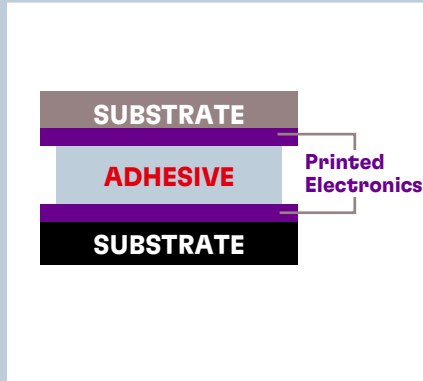 SUBSTRATE
ADHESIVE
Printed
Electronics
SUBSTRATE